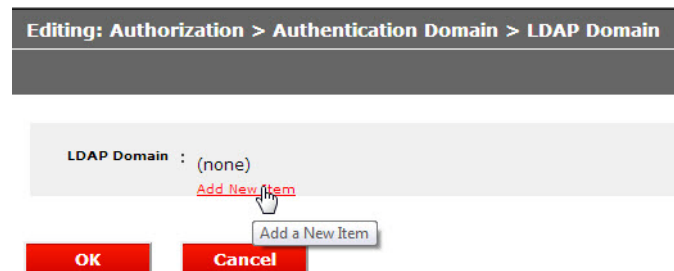 Editing: Authorization > Authentication Domain > LDAP Domain
LDAP Domain : (none)
Add New Item
Add a New Item
OK Cancel